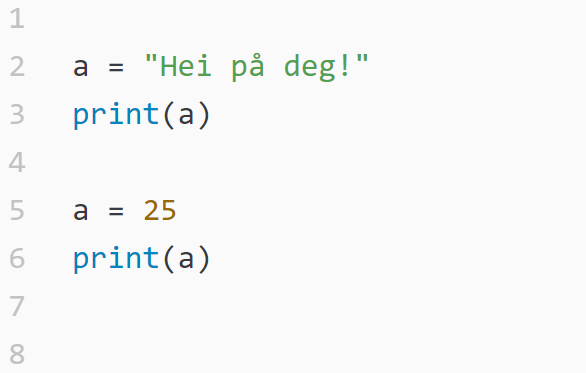 1
2 a = "Hei på deg!"
3 print(a)
4
5 a = 25
6 print(a)
7
8